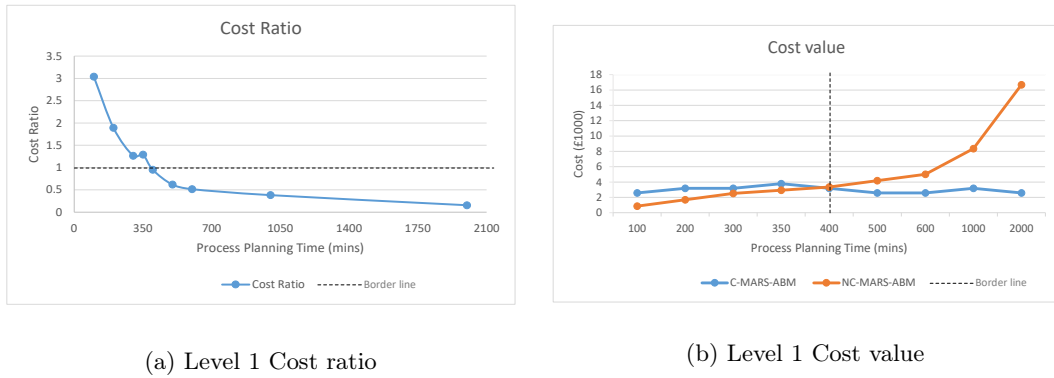 Cost Ratio
3.5
3
2.5
2
1.5
1
0.5
0
Cost Ratio
0 350 700 1050 1400 1750 2100
Process Planning Time (mins)
Cost Ratio Border line
(a) Level 1 Cost ratio
Cost value
18
16
14
12
10
8
6
4
2
0
Cost (£1000)
100 200 300 350 400 500 600 1000 2000
Process Planning Time (mins)
C-MARS-ABM NC-MARS-ABM Border line
(b) Level 1 Cost value